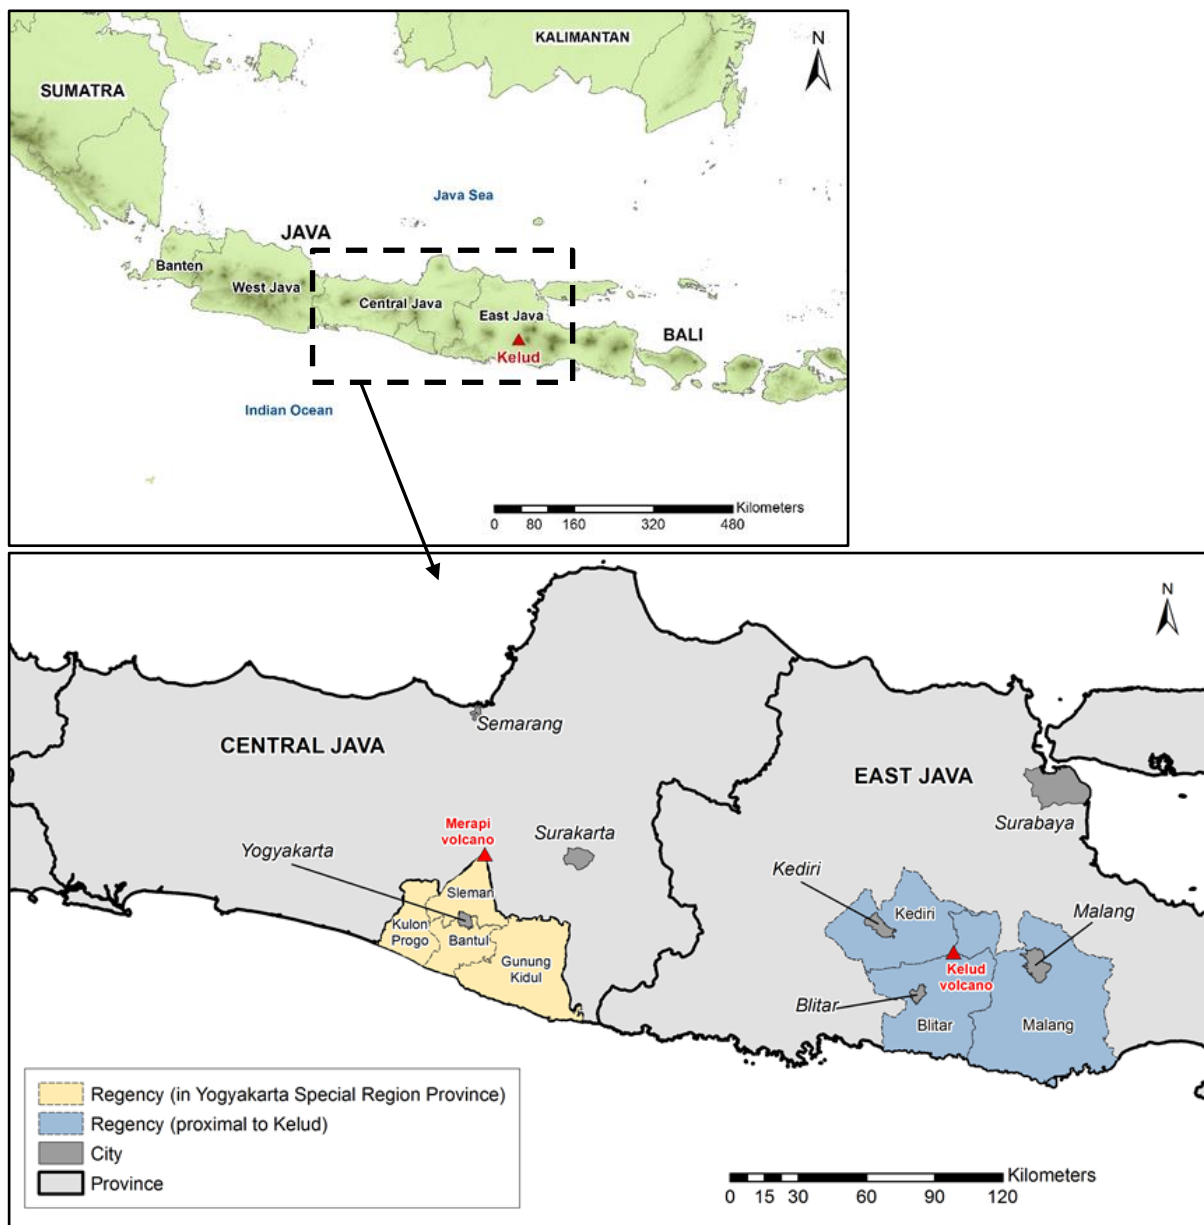 KALIMANTAN
N
SUMATRA
Java Sea
JAVA
Banten
West Java
Central Java
East Java
BALI
Kelud
Indian Ocean
Kilometers
0 80 160 320 480
N
Semarang
CENTRAL JAVA
EAST JAVA
Merapi
volcano
Surakarta
Surabaya
Yogyakarta
Kediri
Sleman
Kediri
Malang
Kulon
Progo
Bantul
Gunung
Kidul
Kelud
volcano
Blitar
Blitar
Malang
Regency (in Yogyakarta Special Region Province)
Regency (proximal to Kelud)
City
Province
Kilometers
0 15 30 60 90 120